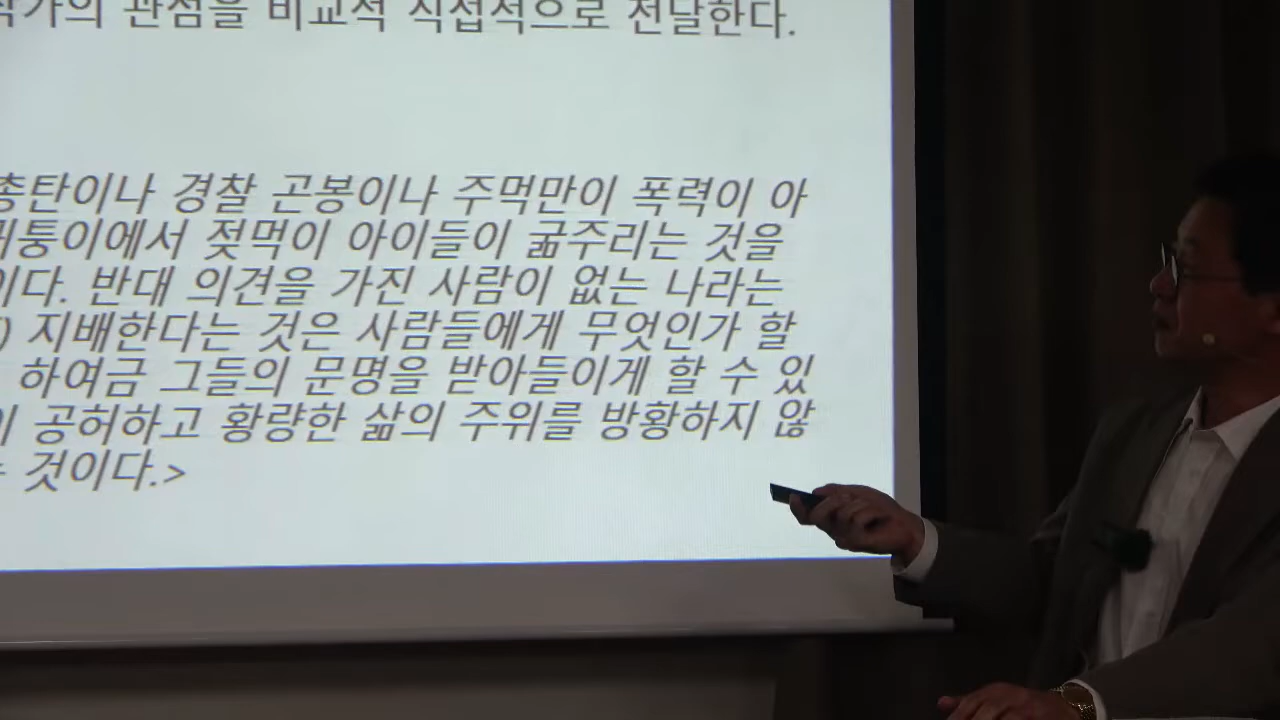 작가의 관점을 비교적 직접적으로 전달한다.
총탄이나 경찰 곤봉이나 주먹만이 폭력이 아
귀퉁이에서 젖먹이 아이들이 굶주리는 것을
이다. 반대 의견을 가진 사람이 없는 나라는
) 지배한다는 것은 사람들에게 무엇인가 할
하여금 그들의 문명을 받아들이게 할 수 있
이 공허하고 황량한 삶의 주위를 방황하지 않
것이다.>